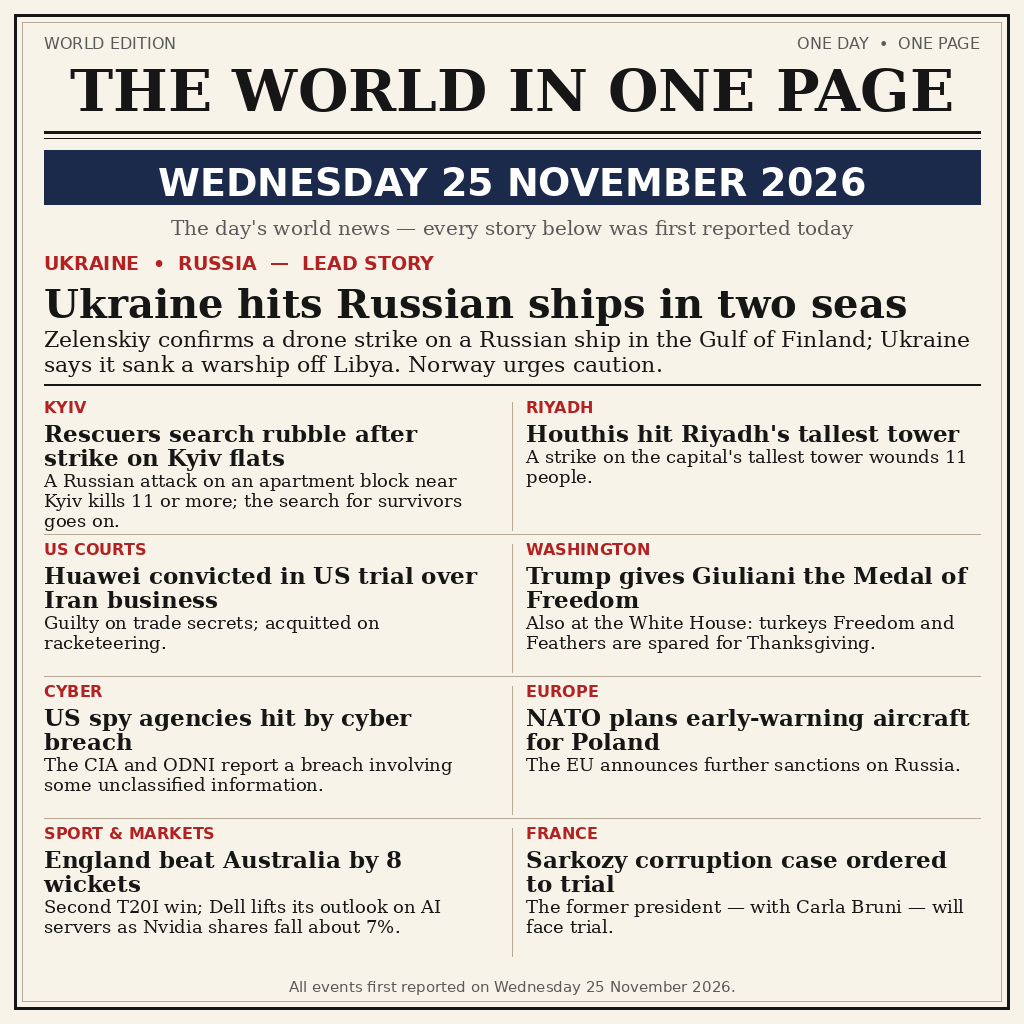 WORLD EDITION
ONE DAY • ONE PAGE
THE WORLD IN ONE PAGE
WEDNESDAY 25 NOVEMBER 2026
The day's world news — every story below was first reported today
UKRAINE • RUSSIA — LEAD STORY
Ukraine hits Russian ships in two seas
Zelenskiy confirms a drone strike on a Russian ship in the Gulf of Finland; Ukraine
says it sank a warship off Libya. Norway urges caution.
KYIV
Rescuers search rubble after
strike on Kyiv flats
A Russian attack on an apartment block near
Kyiv kills 11 or more; the search for survivors
goes on.
RIYADH
Houthis hit Riyadh's tallest tower
A strike on the capital's tallest tower wounds 11
people.
US COURTS
Huawei convicted in US trial over
Iran business
Guilty on trade secrets; acquitted on
racketeering.
WASHINGTON
Trump gives Giuliani the Medal of
Freedom
Also at the White House: turkeys Freedom and
Feathers are spared for Thanksgiving.
CYBER
US spy agencies hit by cyber
breach
The CIA and ODNI report a breach involving
some unclassified information.
EUROPE
NATO plans early-warning aircraft
for Poland
The EU announces further sanctions on Russia.
SPORT & MARKETS
England beat Australia by 8
wickets
Second T20I win; Dell lifts its outlook on AI
servers as Nvidia shares fall about 7%.
FRANCE
Sarkozy corruption case ordered
to trial
The former president — with Carla Bruni — will
face trial.
All events first reported on Wednesday 25 November 2026.